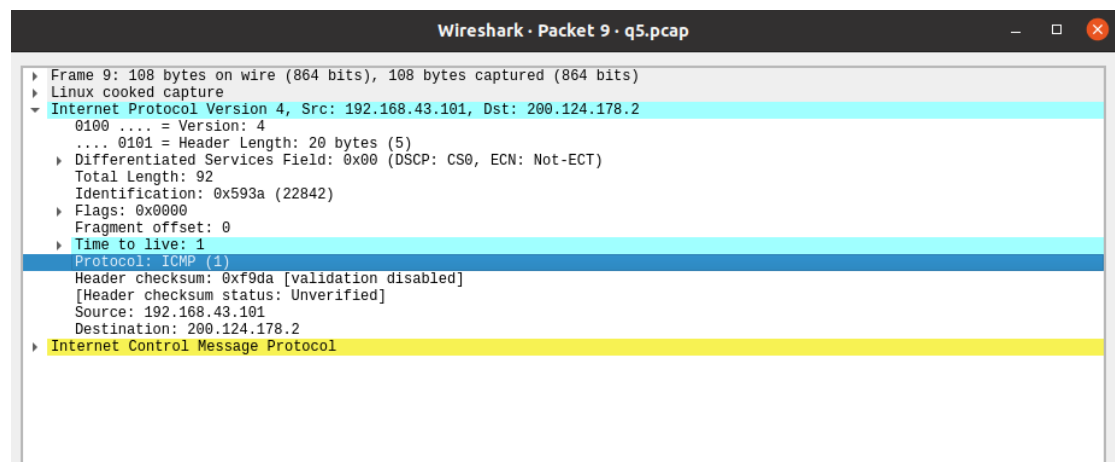 Wireshark · Packet 9 · q5.pcap
Frame 9: 108 bytes on wire (864 bits), 108 bytes captured (864 bits)
Linux cooked capture
Internet Protocol Version 4, Src: 192.168.43.101, Dst: 200.124.178.2
0100 .... = Version: 4
.... 0101 = Header Length: 20 bytes (5)
Differentiated Services Field: 0x00 (DSCP: CS0, ECN: Not-ECT)
Total Length: 92
Identification: 0x593a (22842)
Flags: 0x0000
Fragment offset: 0
Time to live: 1
Protocol: ICMP (1)
Header checksum: 0xf9da [validation disabled]
[Header checksum status: Unverified]
Source: 192.168.43.101
Destination: 200.124.178.2
Internet Control Message Protocol